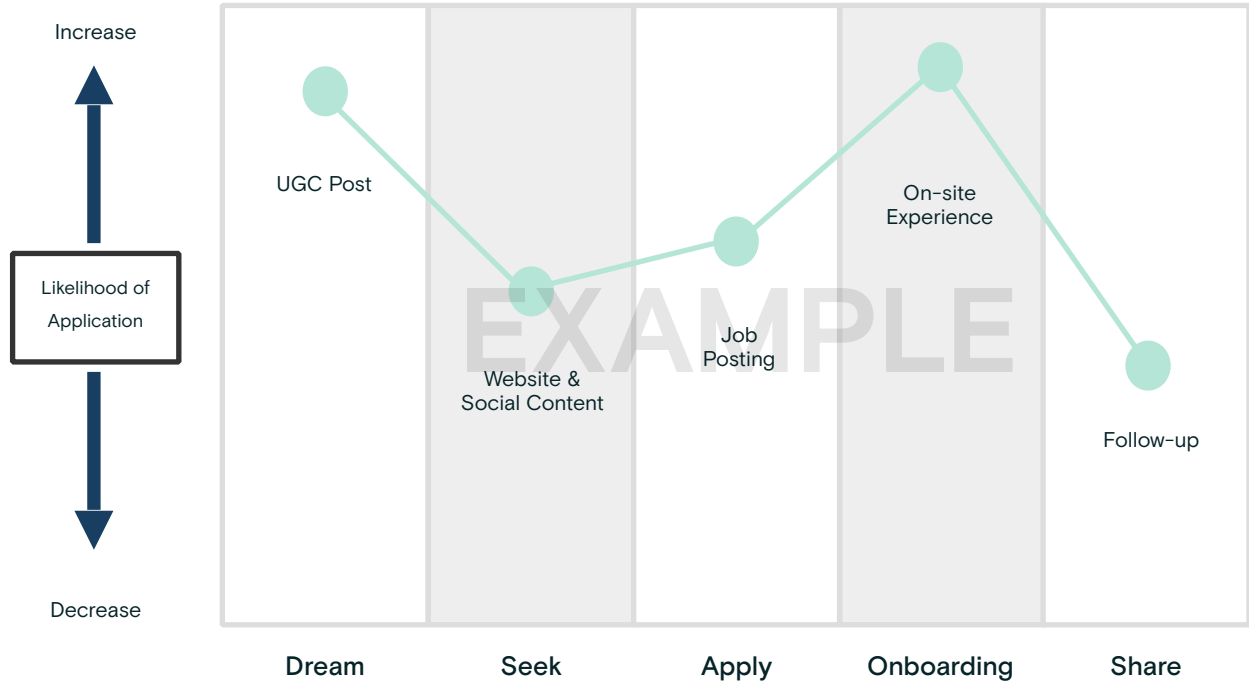 Increase
UGC Post
On-site
Experience
Likelihood of
Application
EXAMPLE
Job
Posting
Website &
Social Content
Follow-up
Decrease
Dream
Seek
Apply
Onboarding
Share